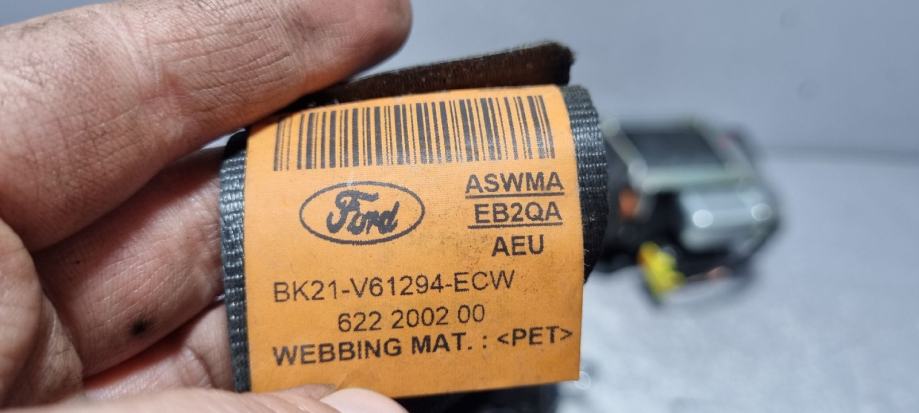 Ford
ASWMA
EB2QA
AEU
BK21-V61294-ECW
622 2002 00
WEBBING MAT. : <PET>